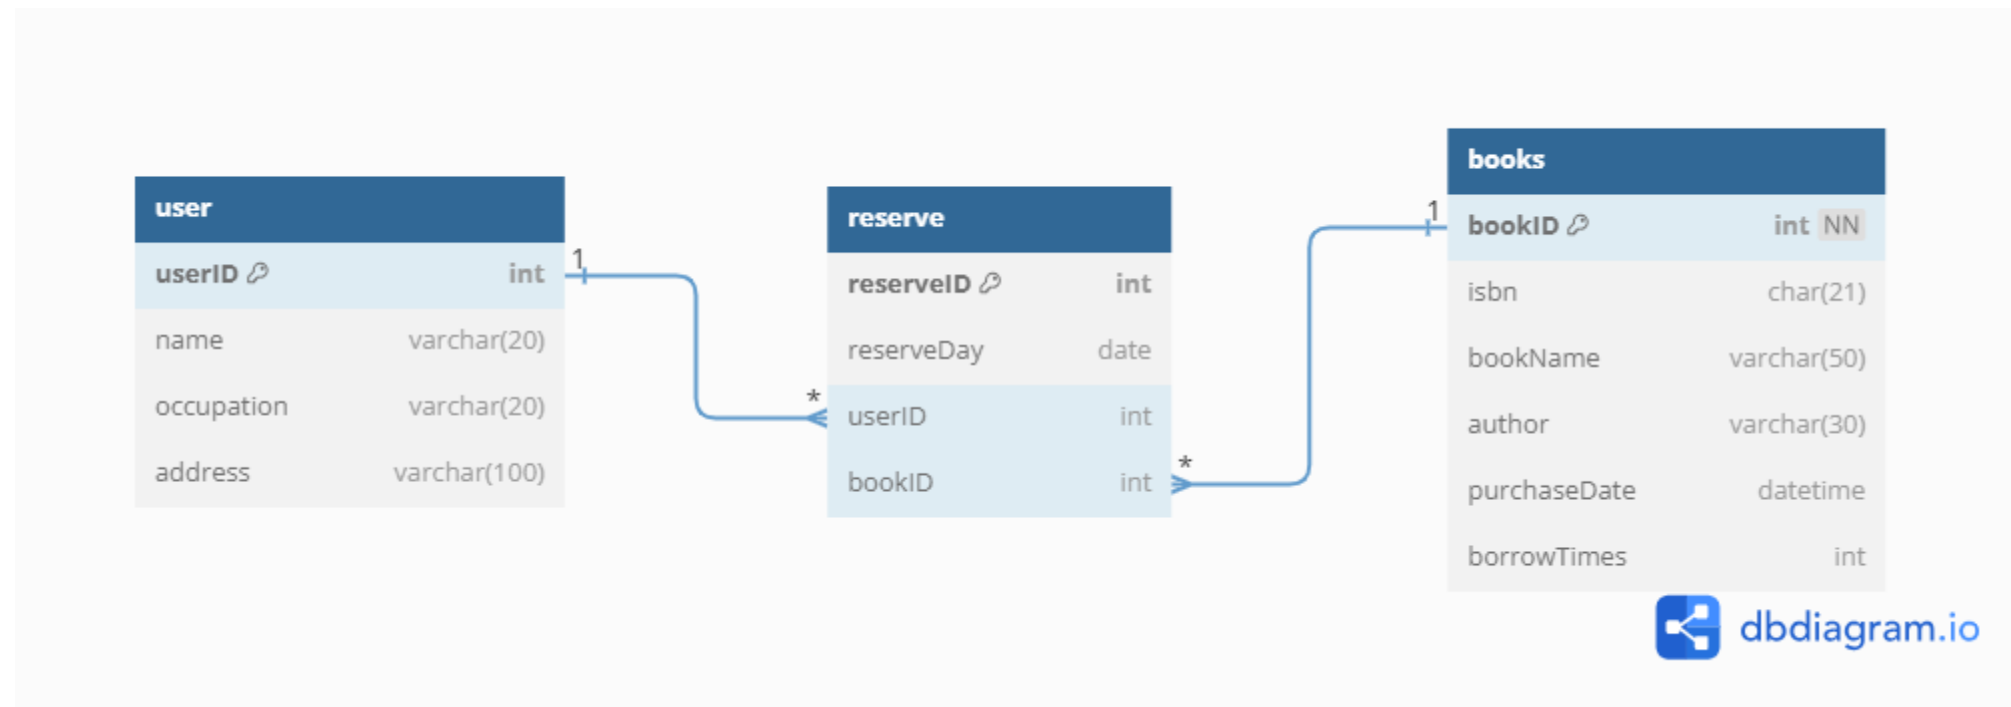 user
userID int
name varchar(20)
occupation varchar(20)
address varchar(100)
1
*
reserve
reserveID int
reserveDay date
userID int
bookID int
*
1
books
bookID int NN
isbn char(21)
bookName varchar(50)
author varchar(30)
purchaseDate datetime
borrowTimes int
dbdiagram.io